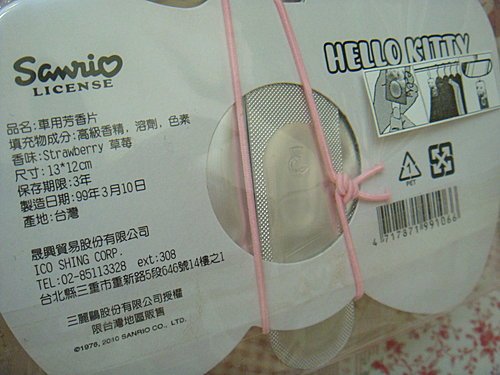 Sanrio
LICENSE
HELLO KITTY
品名:車用芳香片
填充物成分:高級香精, 溶劑, 色素
香味:Strawberry 草莓
尺寸:13*12cm
保存期限:3年
製造日期:99年3月10日
產地:台灣
PET
4 717871 991066
晟興貿易股份有限公司
ICO SHING CORP.
TEL:02-85113328 ext:308
台北縣三重市重新路5段646號14樓之1
三麗鷗股份有限公司授權
限台灣地區販售
©1976, 2010 SANRIO CO., LTD.